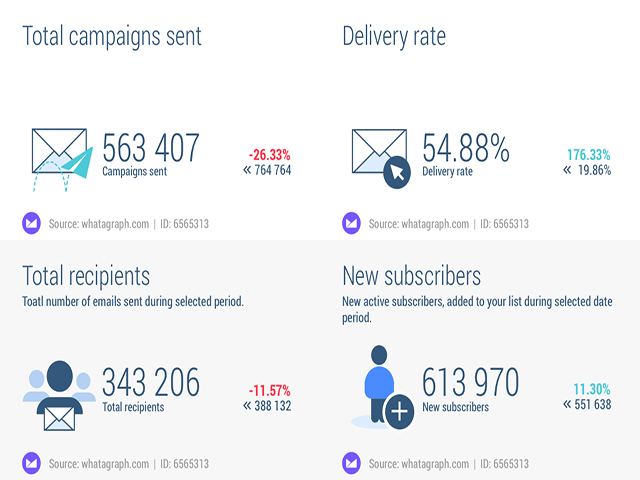 Total campaigns sent
563 407
Campaigns sent
-26.33%
« 764 764
Source: whatagraph.com | ID: 6565313
Delivery rate
54.88%
Delivery rate
176.33%
« 19.86%
Source: whatagraph.com | ID: 6565313
Total recipients
Toatl number of emails sent during selected period.
343 206
Total recipients
-11.57%
« 388 132
Source: whatagraph.com | ID: 6565313
New subscribers
New active subscribers, added to your list during selected date
period.
613 970
New subscribers
11.30%
« 551 638
Source: whatagraph.com | ID: 6565313